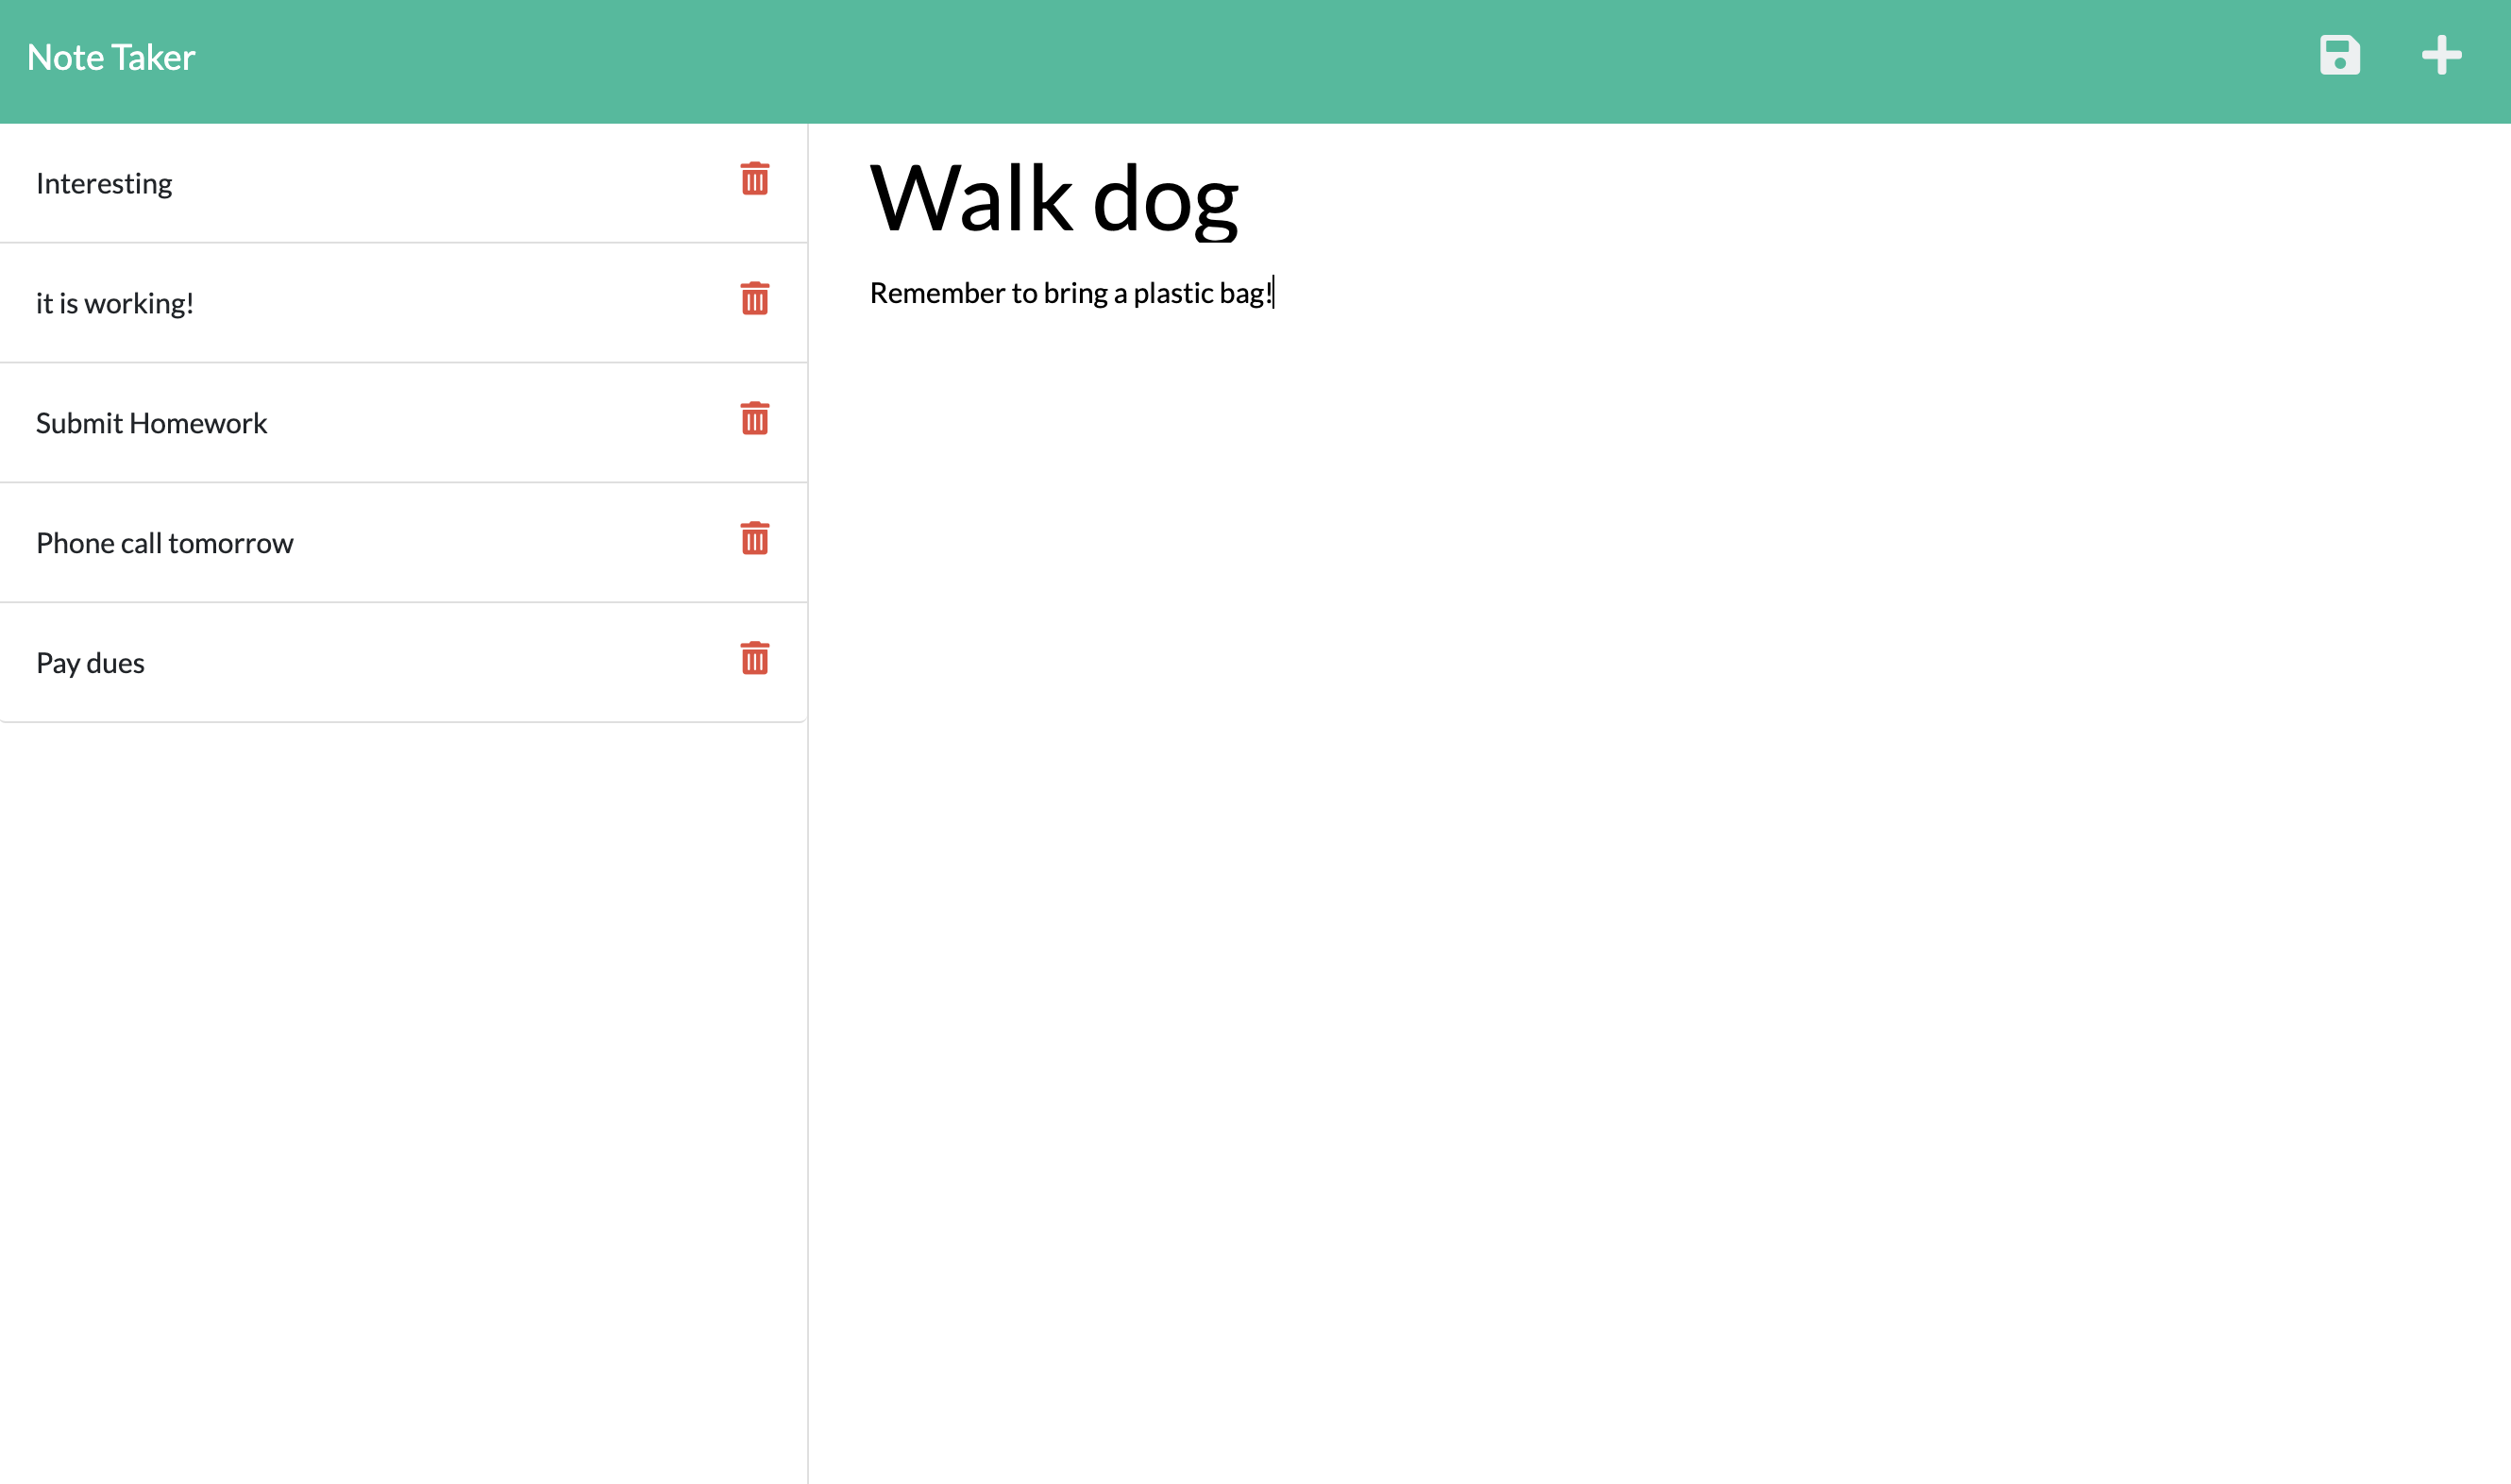 Note Taker
Interesting
it is working!
Submit Homework
Phone call tomorrow
Pay dues
Walk dog
Remember to bring a plastic bag!